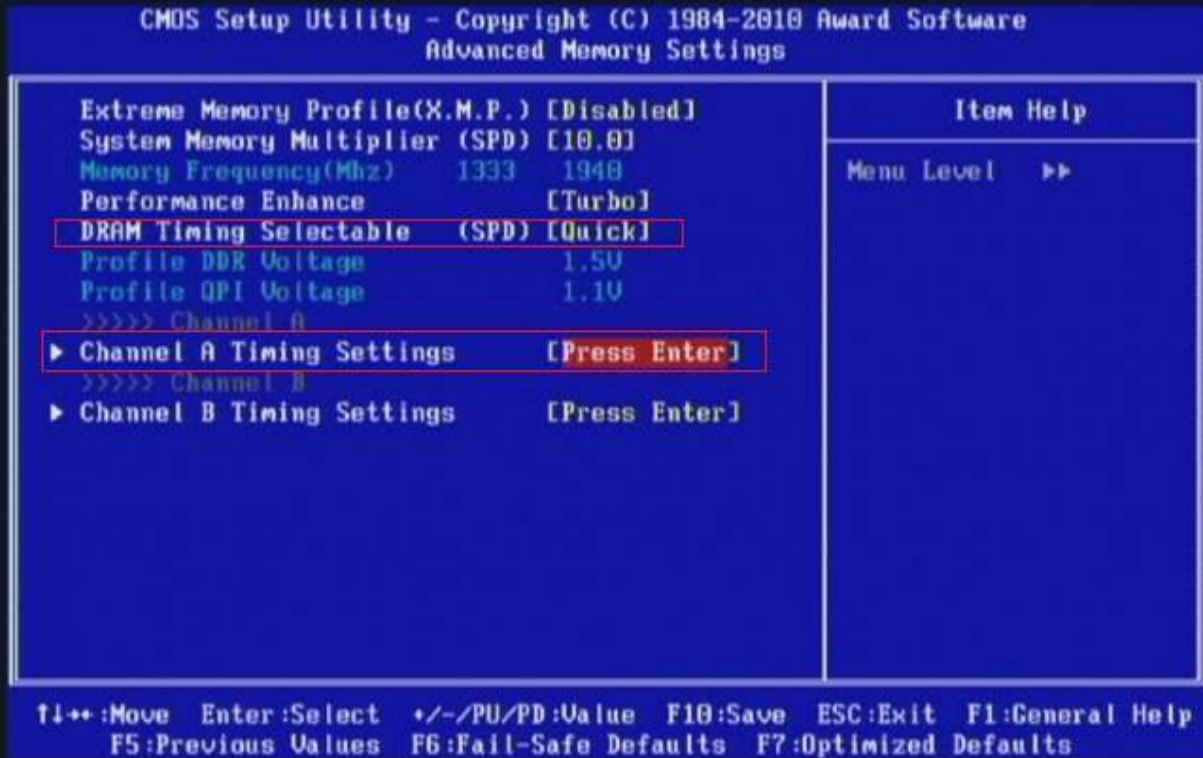 CMOS Setup Utility - Copyright (C) 1984-2010 Award Software
Advanced Memory Settings
Extreme Memory Profile(X.M.P.) [Disabled]
System Memory Multiplier (SPD) [10.0]
Memory Frequency(Mhz) 1333 1940
Performance Enhance [Turbo]
DRAM Timing Selectable (SPD) [Quick]
Profile DDR Voltage 1.5V
Profile QPI Voltage 1.1V
>>>>> Channel A
▶ Channel A Timing Settings [Press Enter]
>>>>> Channel B
▶ Channel B Timing Settings [Press Enter]
Item Help
Menu Level ▶▶
↑↓→←:Move Enter:Select +/-/PU/PD:Value F10:Save ESC:Exit F1:General Help
F5:Previous Values F6:Fail-Safe Defaults F7:Optimized Defaults